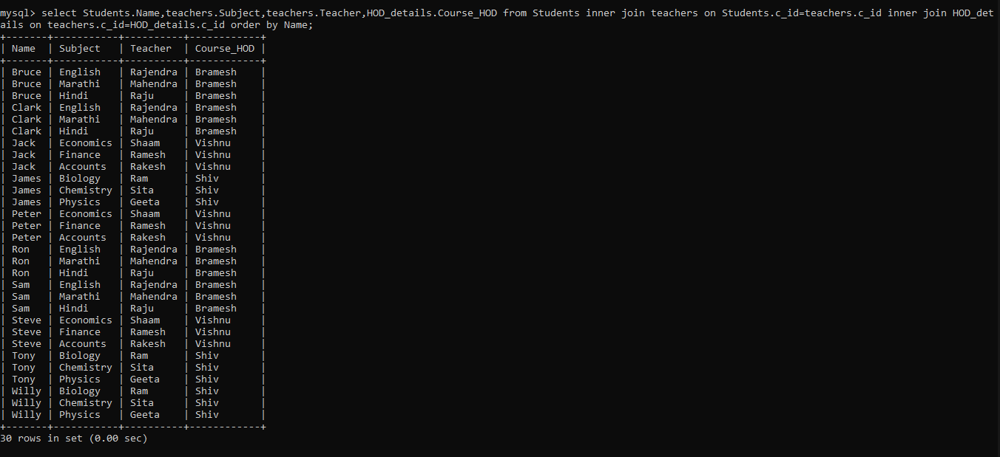 mysql> select Students.Name,teachers.Subject,teachers.Teacher,HOD_details.Course_HOD from Students inner join teachers on Students.c_id=teachers.c_id inner join HOD_det
ails on teachers.c_id=HOD_details.c_id order by Name;
+-------+-----------+----------+------------+
| Name  | Subject   | Teacher  | Course_HOD |
+-------+-----------+----------+------------+
| Bruce | English   | Rajendra | Bramesh    |
| Bruce | Marathi   | Mahendra | Bramesh    |
| Bruce | Hindi     | Raju     | Bramesh    |
| Clark | English   | Rajendra | Bramesh    |
| Clark | Marathi   | Mahendra | Bramesh    |
| Clark | Hindi     | Raju     | Bramesh    |
| Jack  | Economics | Shaam    | Vishnu     |
| Jack  | Finance   | Ramesh   | Vishnu     |
| Jack  | Accounts  | Rakesh   | Vishnu     |
| James | Biology   | Ram      | Shiv       |
| James | Chemistry | Sita     | Shiv       |
| James | Physics   | Geeta    | Shiv       |
| Peter | Economics | Shaam    | Vishnu     |
| Peter | Finance   | Ramesh   | Vishnu     |
| Peter | Accounts  | Rakesh   | Vishnu     |
| Ron   | English   | Rajendra | Bramesh    |
| Ron   | Marathi   | Mahendra | Bramesh    |
| Ron   | Hindi     | Raju     | Bramesh    |
| Sam   | English   | Rajendra | Bramesh    |
| Sam   | Marathi   | Mahendra | Bramesh    |
| Sam   | Hindi     | Raju     | Bramesh    |
| Steve | Economics | Shaam    | Vishnu     |
| Steve | Finance   | Ramesh   | Vishnu     |
| Steve | Accounts  | Rakesh   | Vishnu     |
| Tony  | Biology   | Ram      | Shiv       |
| Tony  | Chemistry | Sita     | Shiv       |
| Tony  | Physics   | Geeta    | Shiv       |
| Willy | Biology   | Ram      | Shiv       |
| Willy | Chemistry | Sita     | Shiv       |
| Willy | Physics   | Geeta    | Shiv       |
+-------+-----------+----------+------------+
30 rows in set (0.00 sec)